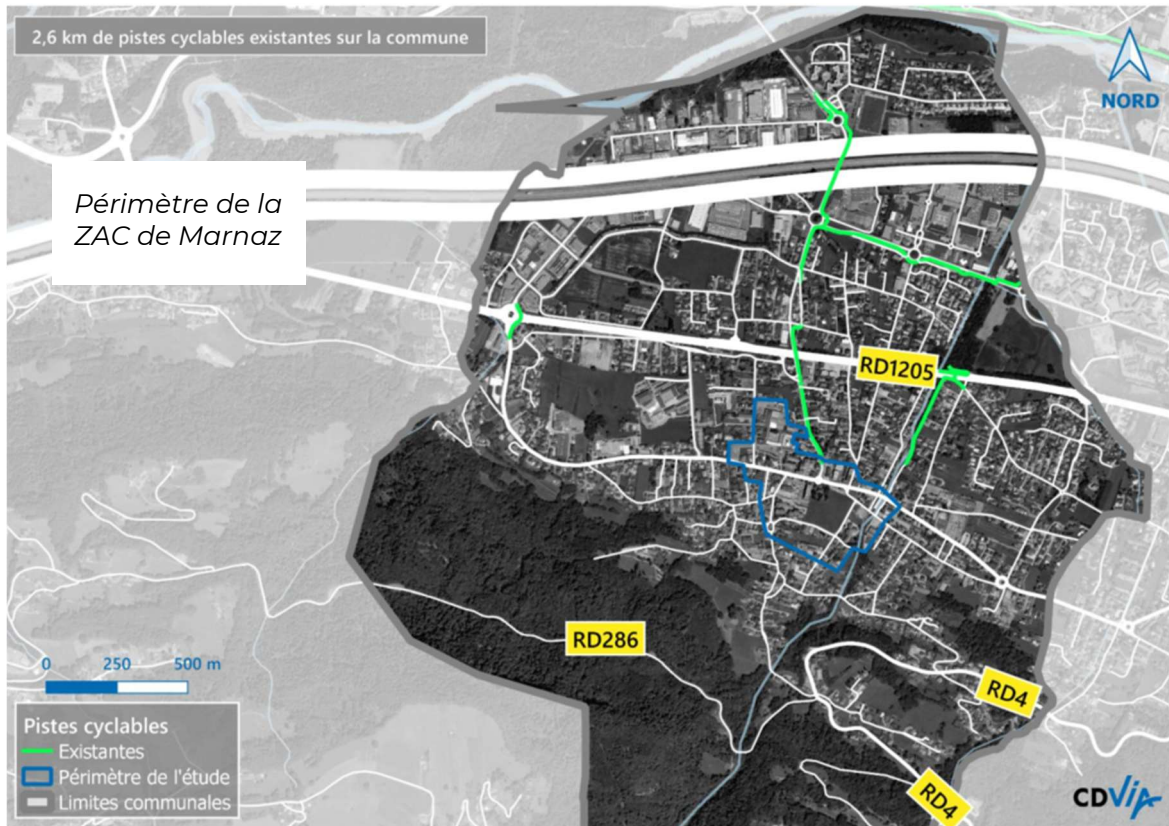 2,6 km de pistes cyclables existantes sur la commune
NORD
Périmètre de la
ZAC de Marnaz
RD1205
RD286
0 250 500 m
RD4
RD4
Pistes cyclables
Existantes
Périmètre de l'étude
Limites communales
CDVIA